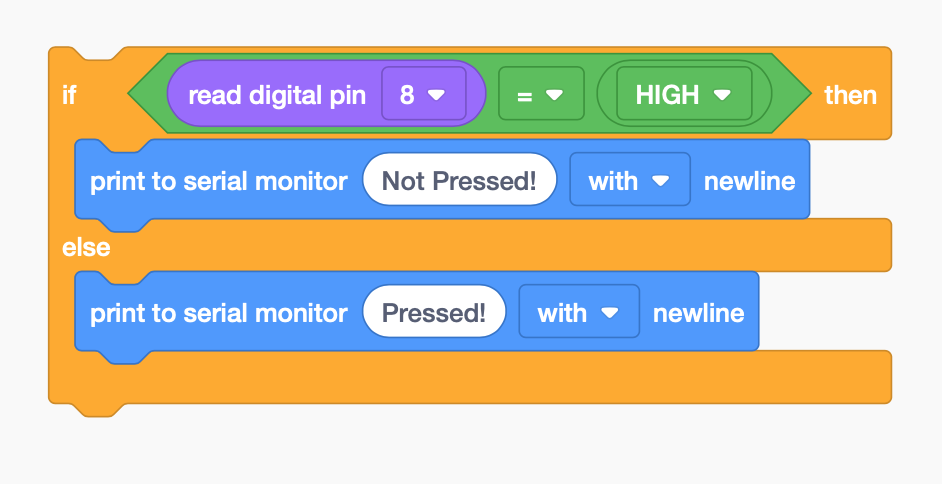 if read digital pin 8 = HIGH then
print to serial monitor Not Pressed! with newline
else
print to serial monitor Pressed! with newline